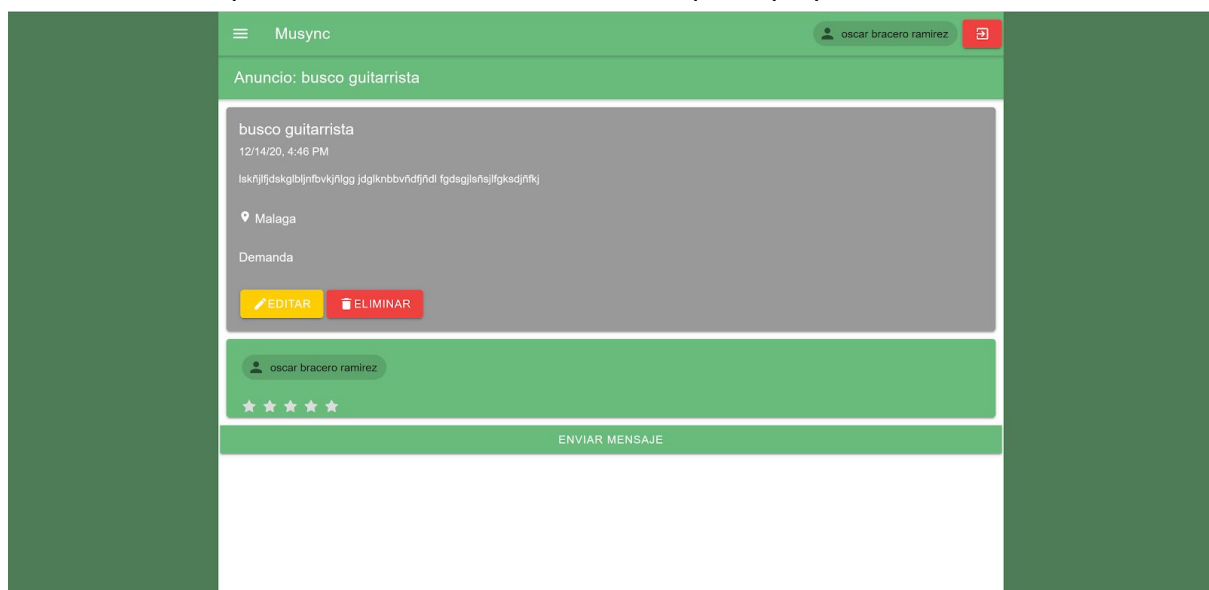 Musync
oscar bracero ramirez
Anuncio: busco guitarrista
busco guitarrista
12/14/20, 4:46 PM
Malaga
Demanda
EDITAR ELIMINAR
oscar bracero ramirez
ENVIAR MENSAJE